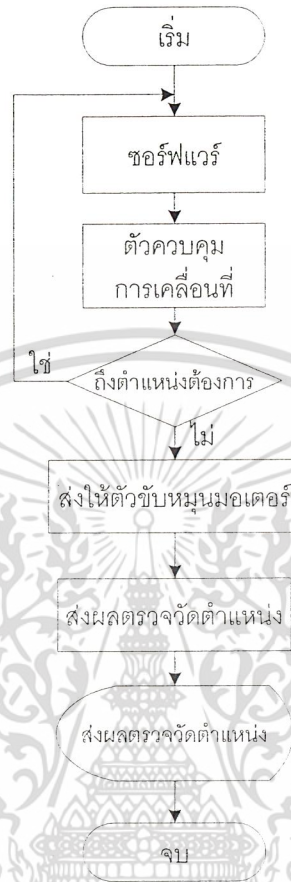 เริ่ม
ซอร์ฟแวร์
ตัวควบคุม
การเคลื่อนที่
ใช่
ถึงตำแหน่งต้องการ
ไม่
ส่งให้ตัวขับหมุนมอเตอร์
ส่งผลตรวจวัดตำแหน่ง
ส่งผลตรวจวัดตำแหน่ง
จบ